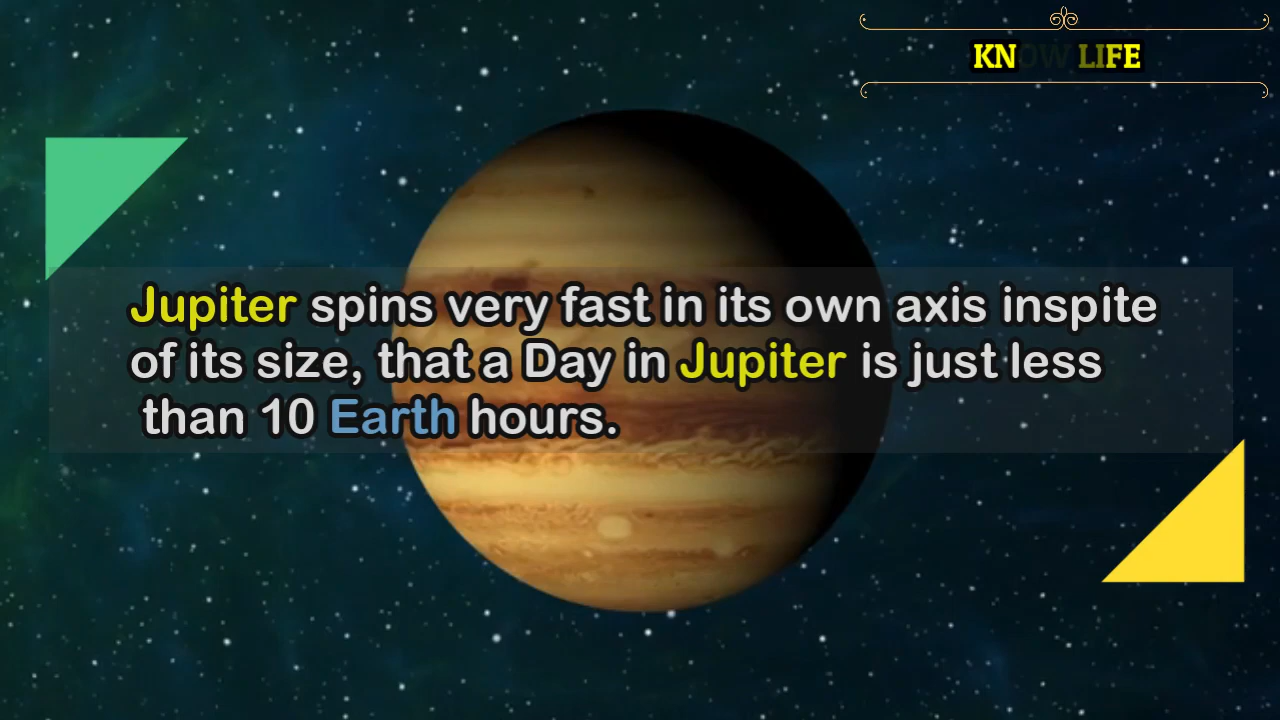 KNOW LIFE
Jupiter spins very fast in its own axis inspite
of its size, that a Day in Jupiter is just less
than 10 Earth hours.